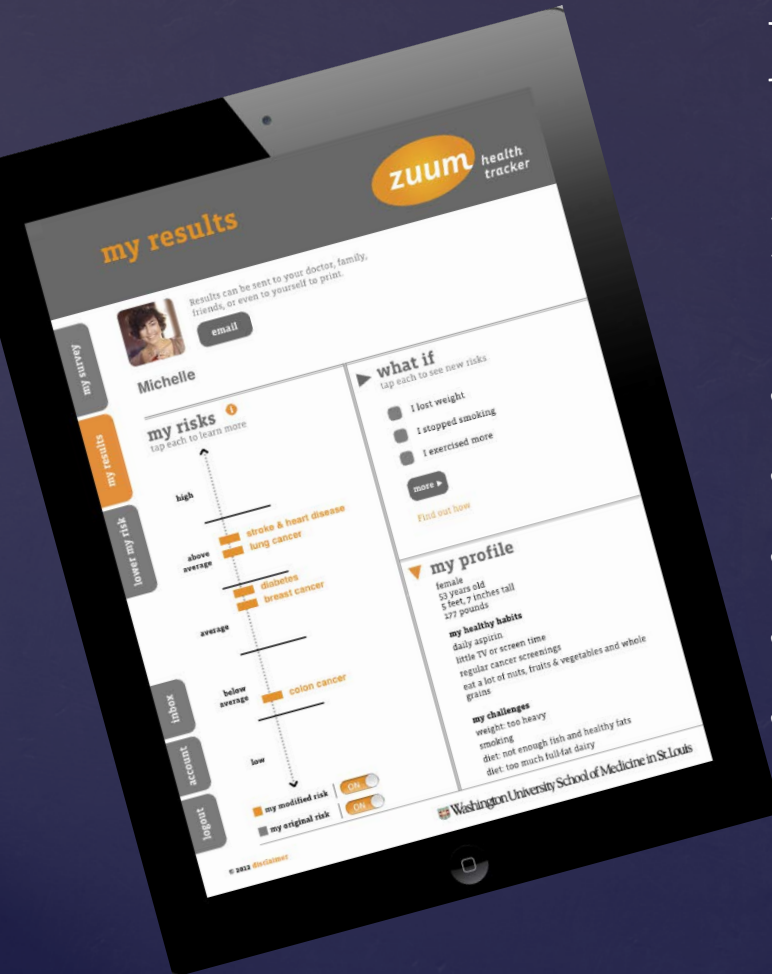 my results
zuum health
tracker
Results can be sent to your doctor, family,
friends, or even to yourself to print.
email
Michelle
my survey
my results
lower my risk
inbox
account
logout
my risks i
tap each to learn more
high
above
average
average
below
average
low
stroke & heart disease
lung cancer
diabetes
breast cancer
colon cancer
my modified risk ON
my original risk ON
© 2012 disclaimer
what if
tap each to see new risks
I lost weight
I stopped smoking
I exercised more
more
Find out how
my profile
female
53 years old
5 feet, 7 inches tall
177 pounds
my healthy habits
daily aspirin
little TV or screen time
regular cancer screenings
eat a lot of nuts, fruits & vegetables and whole
grains
my challenges
weight: too heavy
smoking
diet: not enough fish and healthy fats
diet: too much full-fat dairy
Washington University School of Medicine in St. Louis